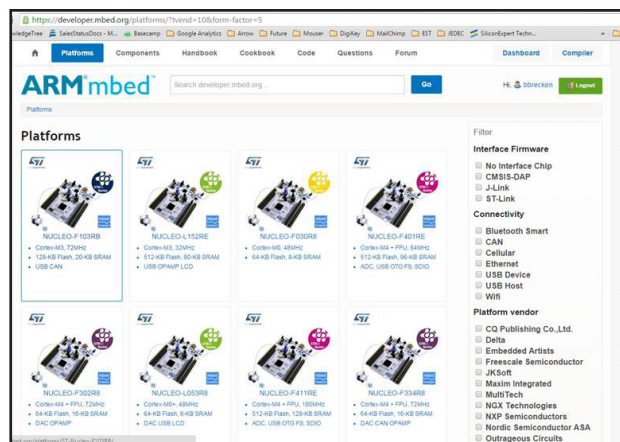 https://developer.mbed.org/platforms/?tvend=10&form-factor=5
wledgeTree SalesStatusDocs - M... Basecamp Google Analytics Arrow Future Mouser DigiKey MailChimp EST JEDEC SiliconExpert Techn... »
Platforms Components Handbook Cookbook Code Questions Forum Dashboard Compiler
ARM mbed Search developer.mbed.org... Go Hi, bbrecken Logout
Platforms
Platforms
NUCLEO-F103RB
Cortex-M3, 72MHz
128-KB Flash, 20-KB SRAM
USB CAN
NUCLEO-L152RE
Cortex-M3, 32MHz
512-KB Flash, 80-KB SRAM
USB OPAMP LCD
NUCLEO-F030R8
Cortex-M0, 48MHz
64-KB Flash, 8-KB SRAM
NUCLEO-F401RE
Cortex-M4 + FPU, 84MHz
512-KB Flash, 96-KB SRAM
ADC, USB OTG FS, SDIO
NUCLEO-F302R8
Cortex-M4 + FPU, 72MHz
64-KB Flash, 16-KB SRAM
DAC OPAMP
NUCLEO-L053R8
Cortex-M0+, 48MHz
64-KB Flash, 8-KB SRAM
DAC USB LCD
NUCLEO-F411RE
Cortex-M4 + FPU, 100MHz
512-KB Flash, 128-KB SRAM
ADC, USB OTG FS, SDIO
NUCLEO-F334R8
Cortex-M4 + FPU, 72MHz
64-KB Flash, 16-KB SRAM
DAC CAN OPAMP
Filter
Interface Firmware
No Interface Chip
CMSIS-DAP
J-Link
ST-Link
Connectivity
Bluetooth Smart
CAN
Cellular
Ethernet
USB Device
USB Host
Wifi
Platform vendor
CQ Publishing Co.,Ltd.
Delta
Embedded Artists
Freescale Semiconductor
JKSoft
Maxim Integrated
MultiTech
NGX Technologies
NXP Semiconductors
Nordic Semiconductor ASA
Outrageous Circuits